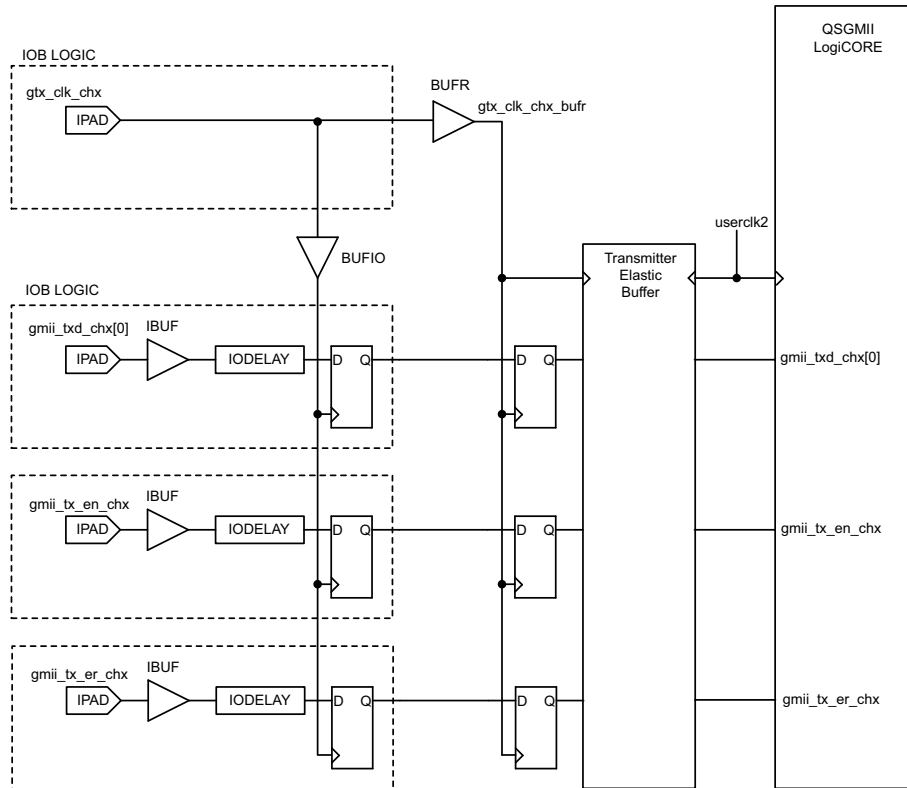 QSGMII
LogiCORE
IOB LOGIC
gtx_clk_chx
IPAD
BUFR
gtx_clk_chx_bufr
userclk2
BUFIO
Transmitter
Elastic
Buffer
IOB LOGIC
gmii_txd_chx[0]
IBUF
IPAD
IODELAY
D Q
D Q
gmii_txd_chx[0]
gmii_tx_en_chx
IBUF
IPAD
IODELAY
D Q
D Q
gmii_tx_en_chx
gmii_tx_er_chx
IBUF
IPAD
IODELAY
D Q
D Q
gmii_tx_er_chx